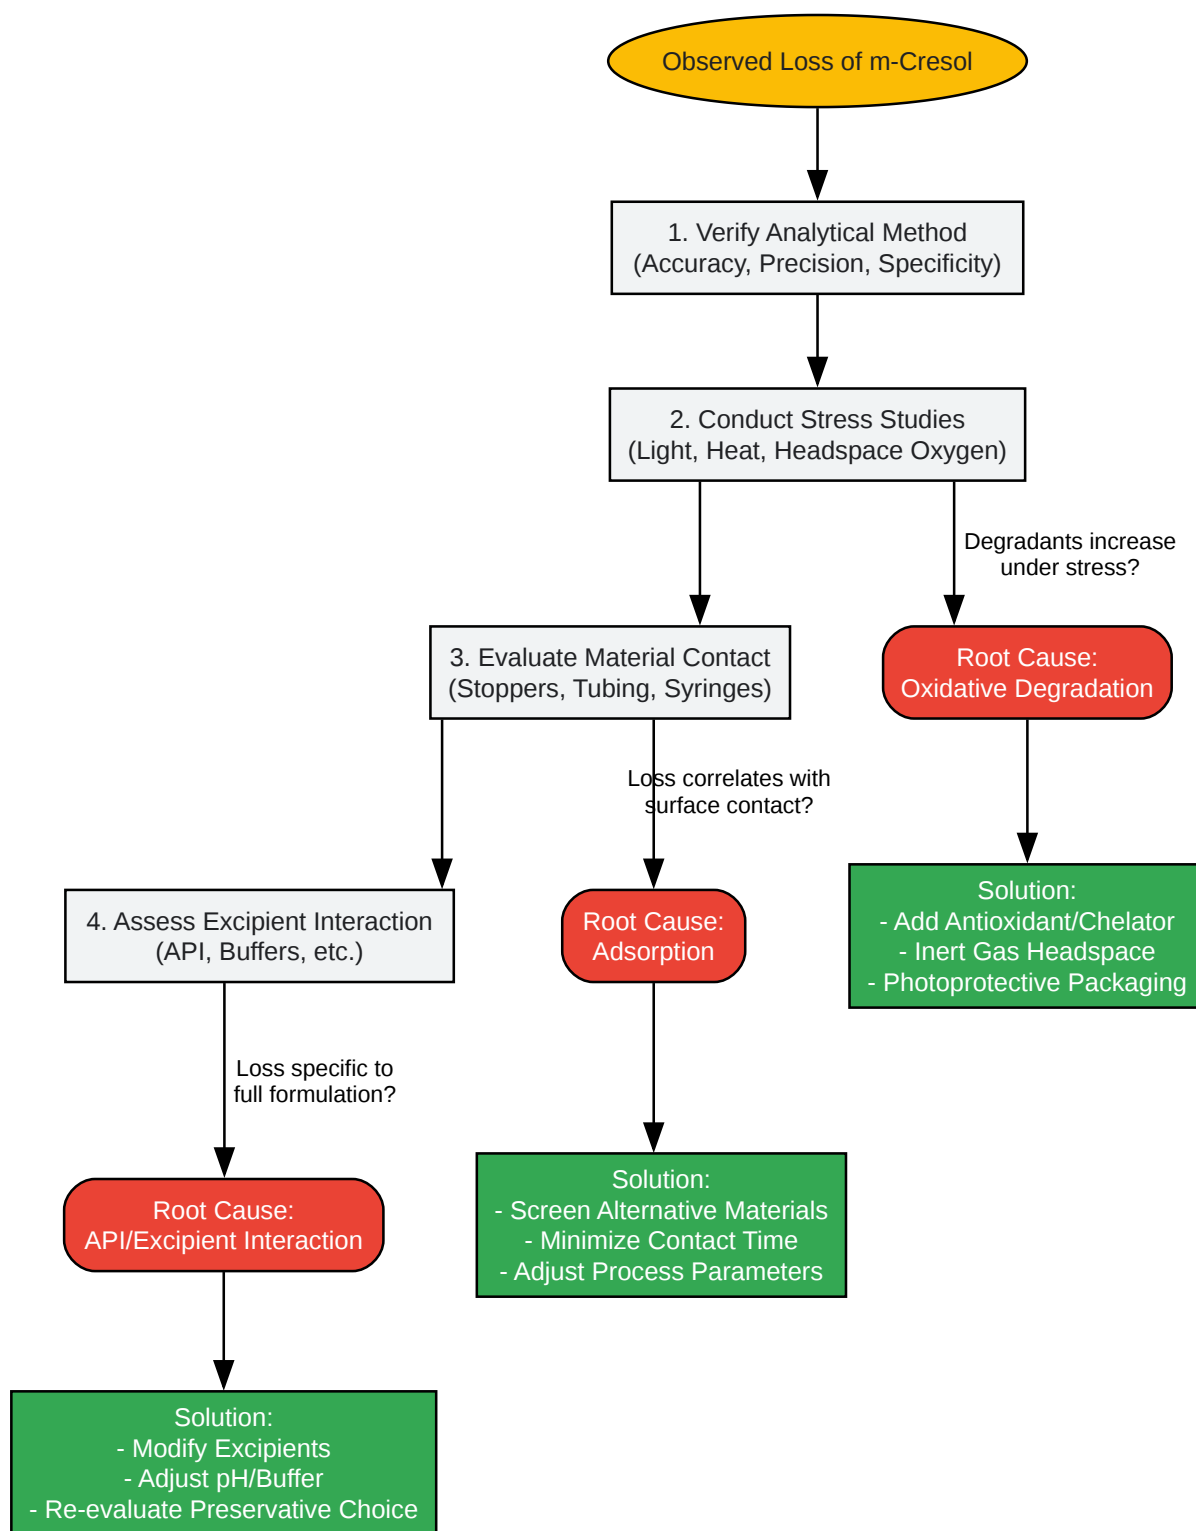 Observed Loss of m-Cresol
1. Verify Analytical Method
(Accuracy, Precision, Specificity)
2. Conduct Stress Studies
(Light, Heat, Headspace Oxygen)
Degradants increase
under stress?
3. Evaluate Material Contact
(Stoppers, Tubing, Syringes)
Root Cause:
Oxidative Degradation
Loss correlates with
surface contact?
4. Assess Excipient Interaction
(API, Buffers, etc.)
Root Cause:
Adsorption
Solution:
- Add Antioxidant/Chelator
- Inert Gas Headspace
- Photoprotective Packaging
Loss specific to
full formulation?
Root Cause:
API/Excipient Interaction
Solution:
- Screen Alternative Materials
- Minimize Contact Time
- Adjust Process Parameters
Solution:
- Modify Excipients
- Adjust pH/Buffer
- Re-evaluate Preservative Choice